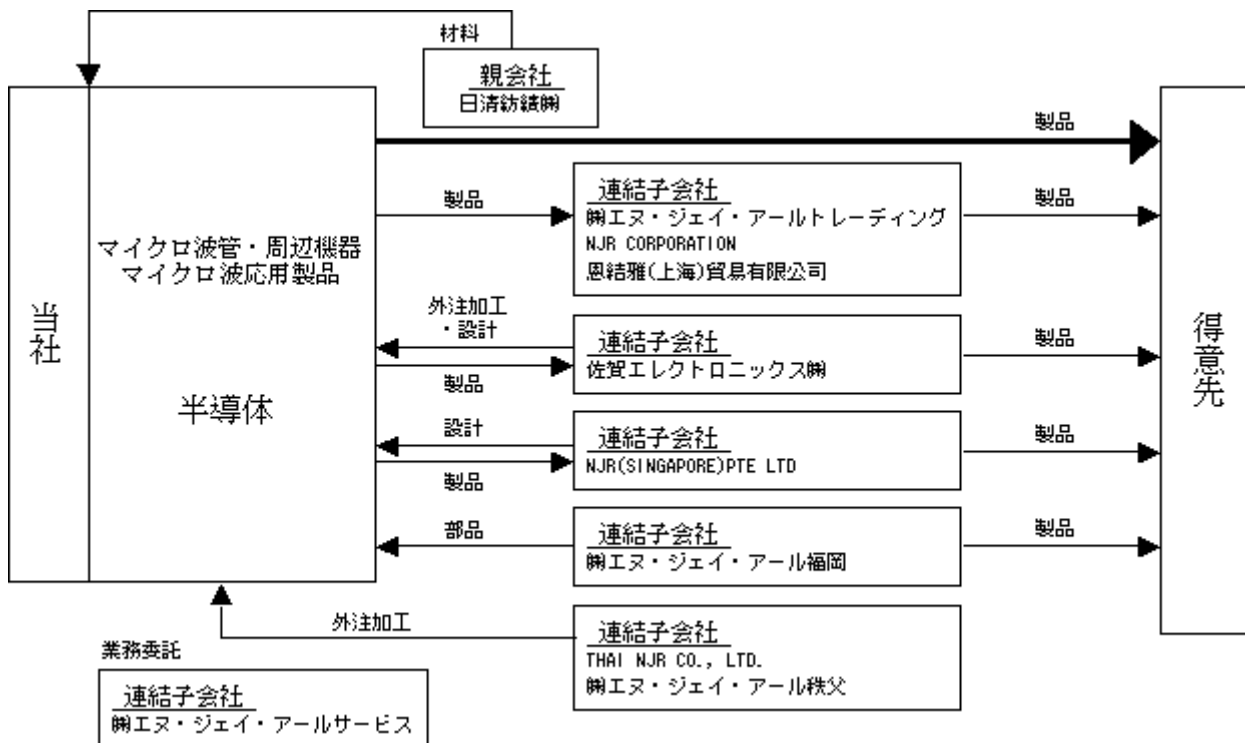 材料
親会社
日清紡績㈱
当社
マイクロ波管・周辺機器
マイクロ波応用製品
半導体
製品
製品
連結子会社
㈱エヌ・ジェイ・アールトレーディング
NJR CORPORATION
恩結雅(上海)貿易有限公司
製品
外注加工
・設計
製品
連結子会社
佐賀エレクトロニックス㈱
製品
設計
製品
連結子会社
NJR(SINGAPORE)PTE LTD
製品
部品
連結子会社
㈱エヌ・ジェイ・アール福岡
製品
得意先
外注加工
連結子会社
THAI NJR CO., LTD.
㈱エヌ・ジェイ・アール秩父
業務委託
連結子会社
㈱エヌ・ジェイ・アールサービス